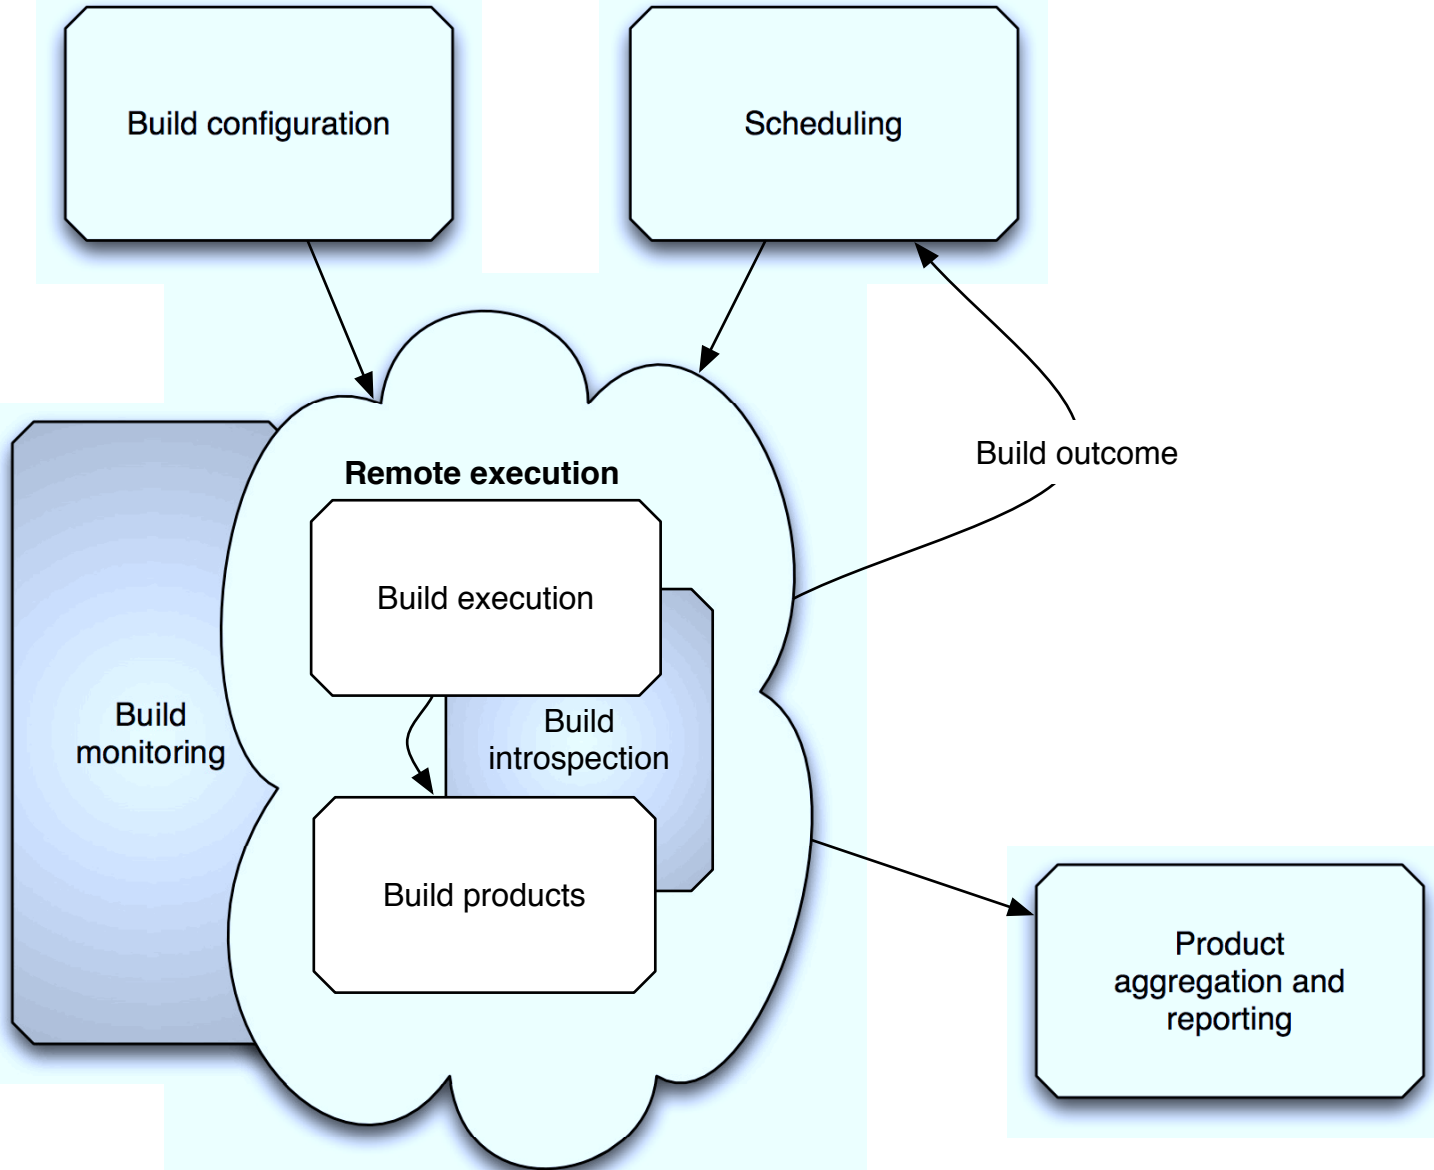 Build configuration
Scheduling
Build outcome
Remote execution
Build execution
Build
monitoring
Build
introspection
Build products
Product
aggregation and
reporting